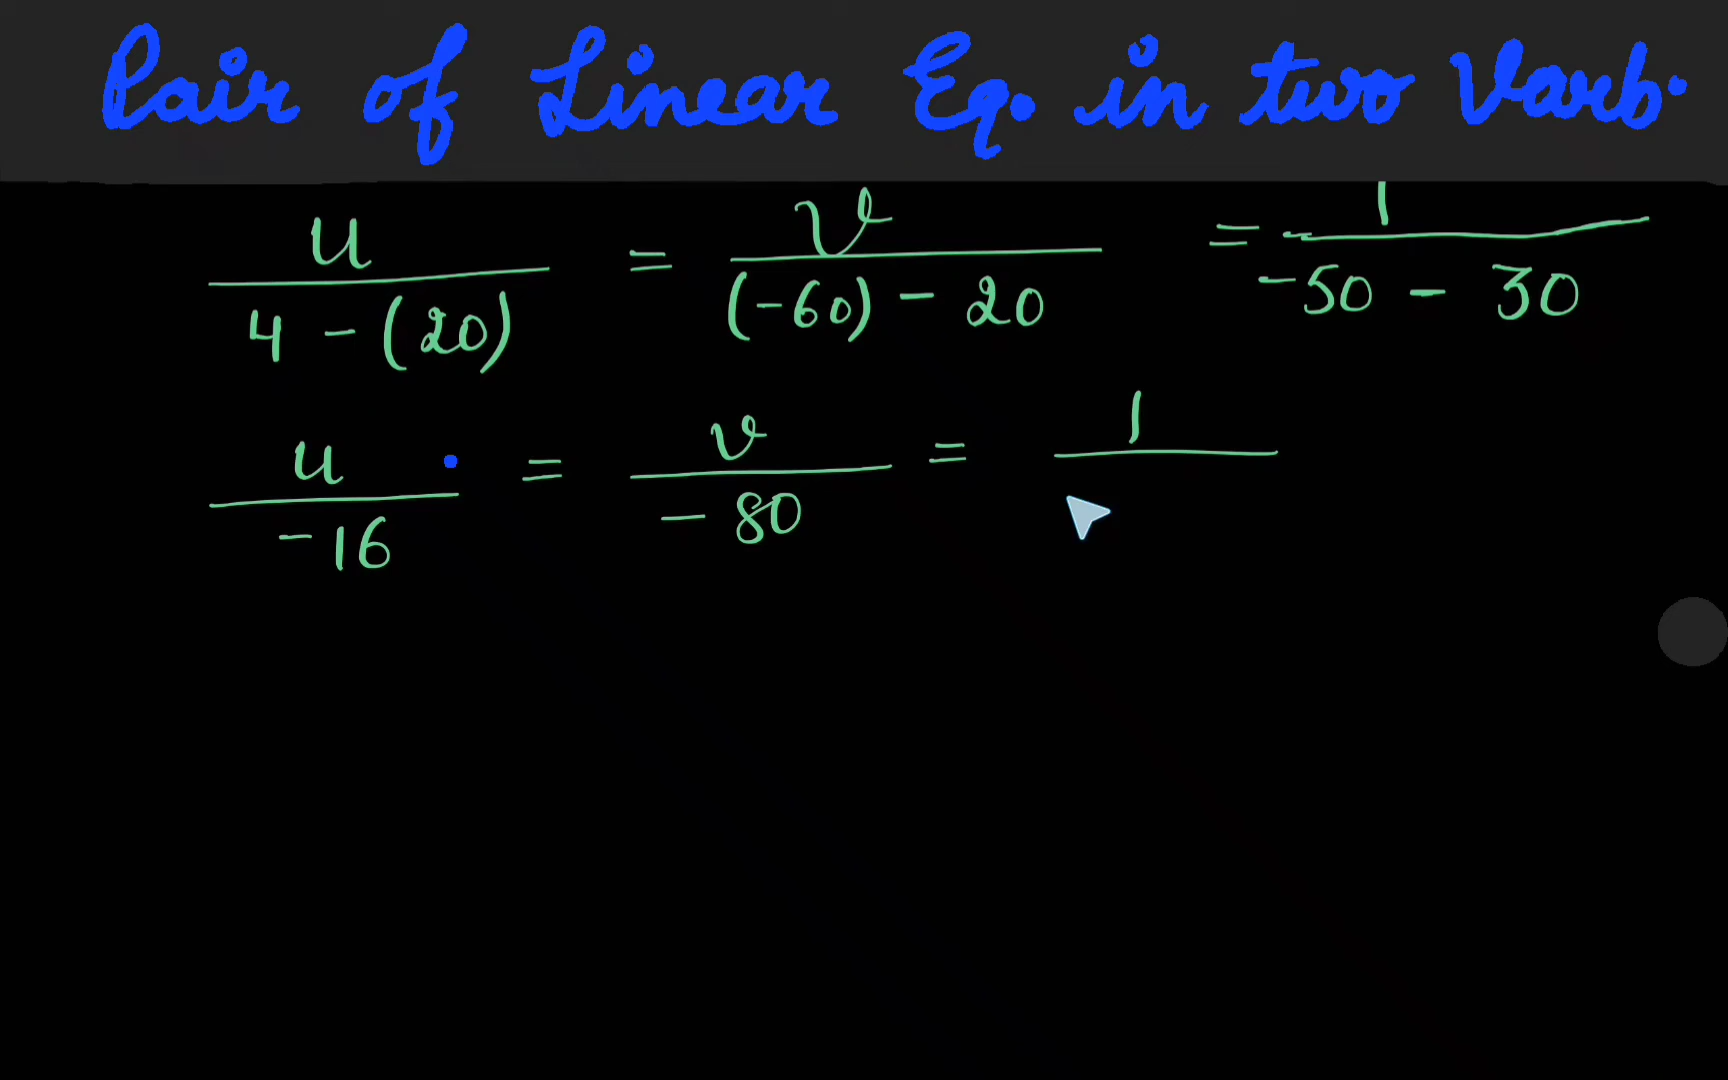 Pair of Linear Eq. in two Varb.
u / 4 - (20) = v / (-60) - 20 = 1 / -50 - 30
u / -16 = v / -80 = 1 /